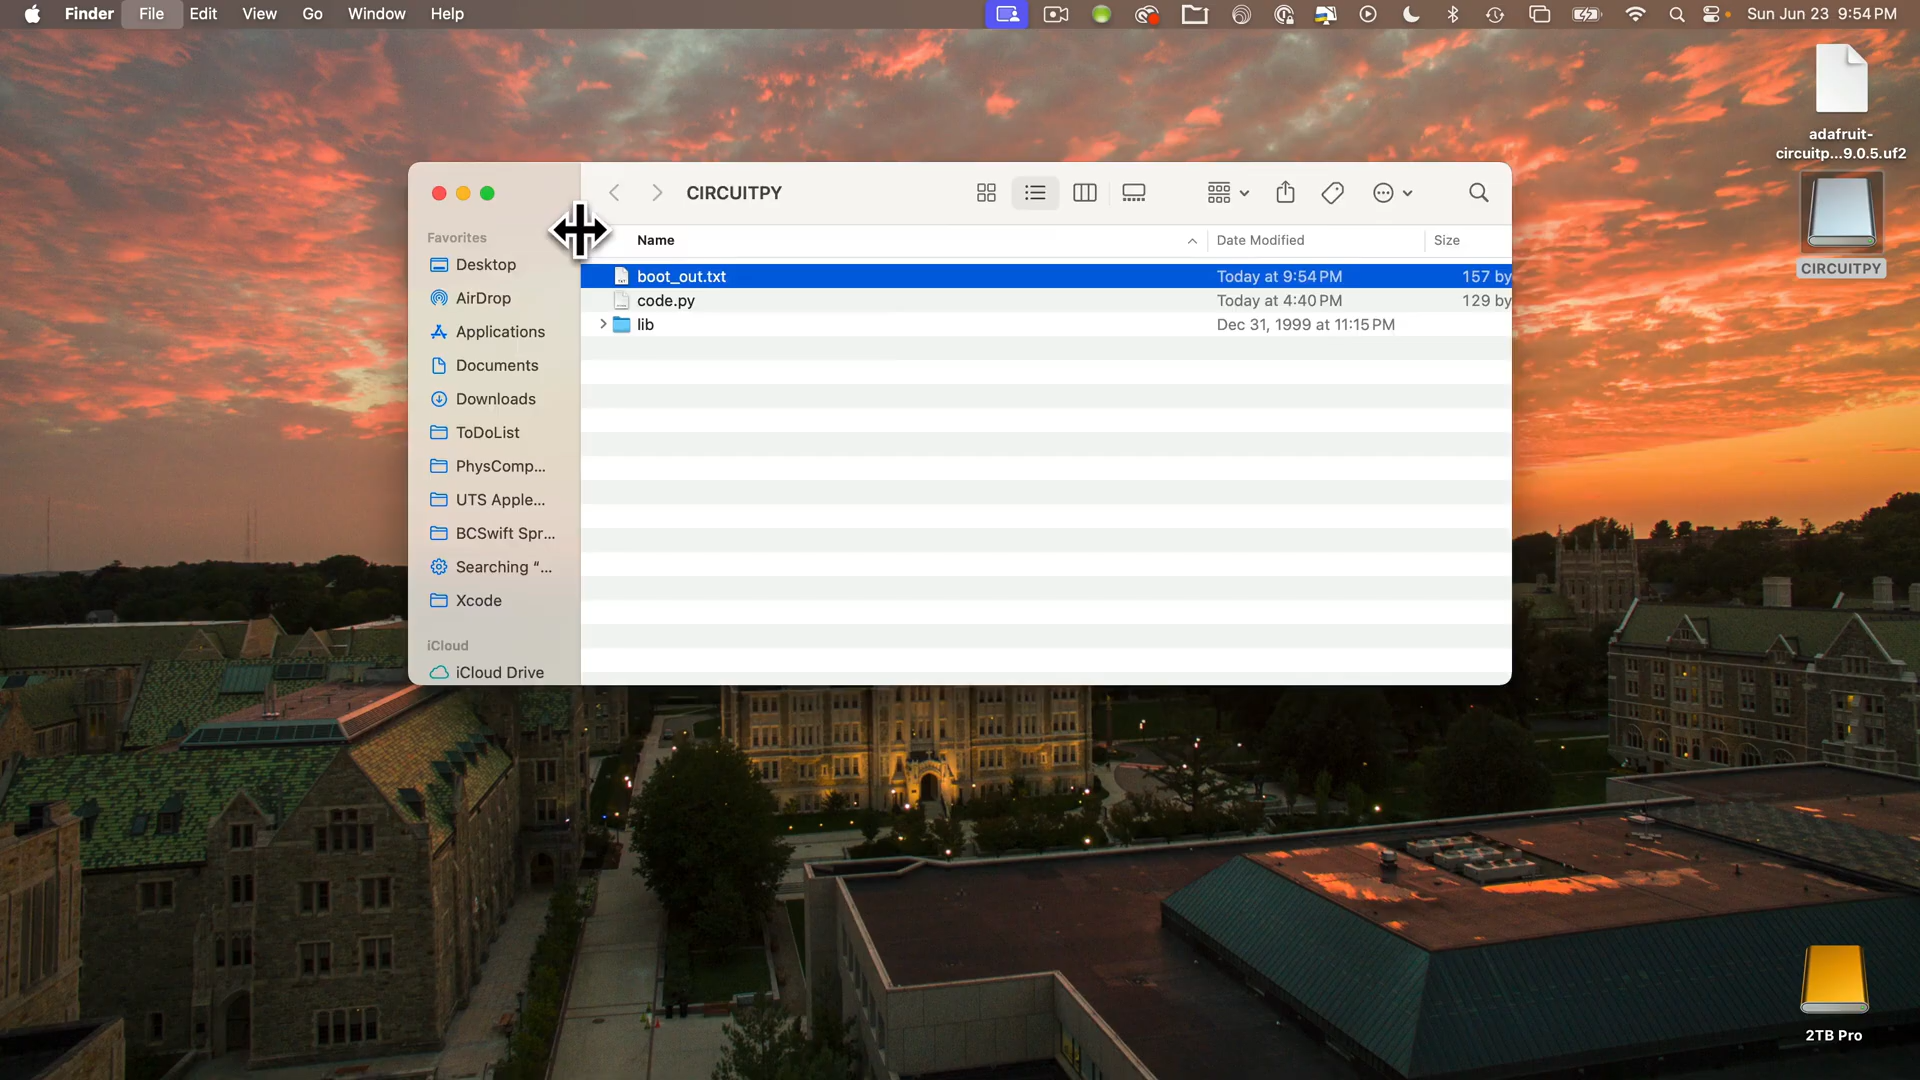 Finder File Edit View Go Window Help Sun Jun 23 9:54 PM
adafruit-
circuitp...9.0.5.uf2
CIRCUITPY
CIRCUITPY
Favorites
Desktop
AirDrop
Applications
Documents
Downloads
ToDoList
PhysComp...
UTS Apple...
BCSwift Spr...
Searching “...
Xcode
iCloud
iCloud Drive
Name Date Modified Size
boot_out.txt Today at 9:54 PM 157 by
code.py Today at 4:40 PM 129 by
lib Dec 31, 1999 at 11:15 PM
2TB Pro